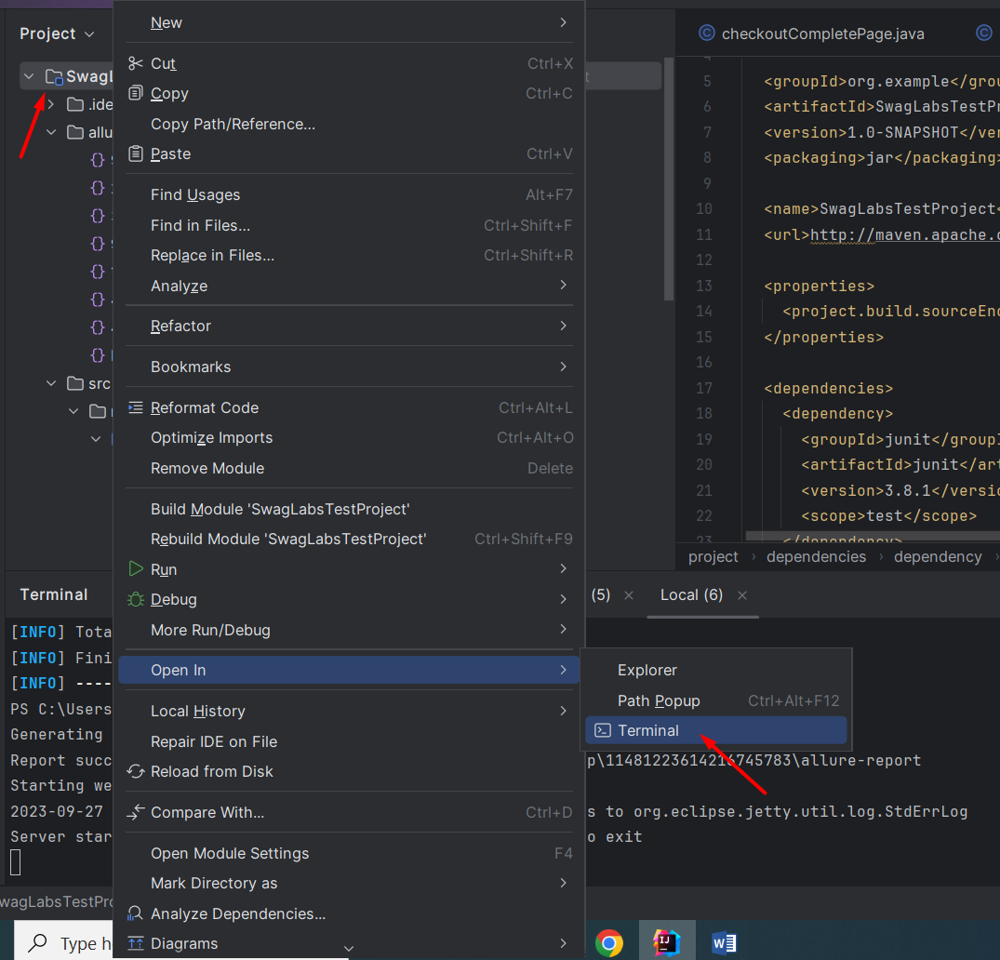 Project
SwagL
.ide
allu
src
New
Cut Ctrl+X
Copy Ctrl+C
Copy Path/Reference...
Paste Ctrl+V
Find Usages Alt+F7
Find in Files... Ctrl+Shift+F
Replace in Files... Ctrl+Shift+R
Analyze
Refactor
Bookmarks
Reformat Code Ctrl+Alt+L
Optimize Imports Ctrl+Alt+O
Remove Module Delete
Build Module 'SwagLabsTestProject'
Rebuild Module 'SwagLabsTestProject' Ctrl+Shift+F9
Run
Debug
More Run/Debug
Open In
Local History
Repair IDE on File
Reload from Disk
Compare With... Ctrl+D
Open Module Settings F4
Mark Directory as
Analyze Dependencies...
Diagrams
Explorer
Path Popup Ctrl+Alt+F12
Terminal
checkoutCompletePage.java
5 <groupId>org.example</grou
6 <artifactId>SwagLabsTestPr
7 <version>1.0-SNAPSHOT</ver
8 <packaging>jar</packaging>
9
10 <name>SwagLabsTestProject<
11 <url>http://maven.apache.o
12
13 <properties>
14 <project.build.sourceEnc
15 </properties>
16
17 <dependencies>
18 <dependency>
19 <groupId>junit</groupI
20 <artifactId>junit</art
21 <version>3.8.1</versio
22 <scope>test</scope>
23 </dependency>
project > dependencies > dependency
Terminal (5) × Local (6) ×
[INFO] Tota
[INFO] Fini
[INFO] ----
PS C:\Users
Generating
Report succ p\11481223614216745783\allure-report
Starting we
2023-09-27 s to org.eclipse.jetty.util.log.StdErrLog
Server star o exit
wagLabsTestPro
Type h
IJ
W